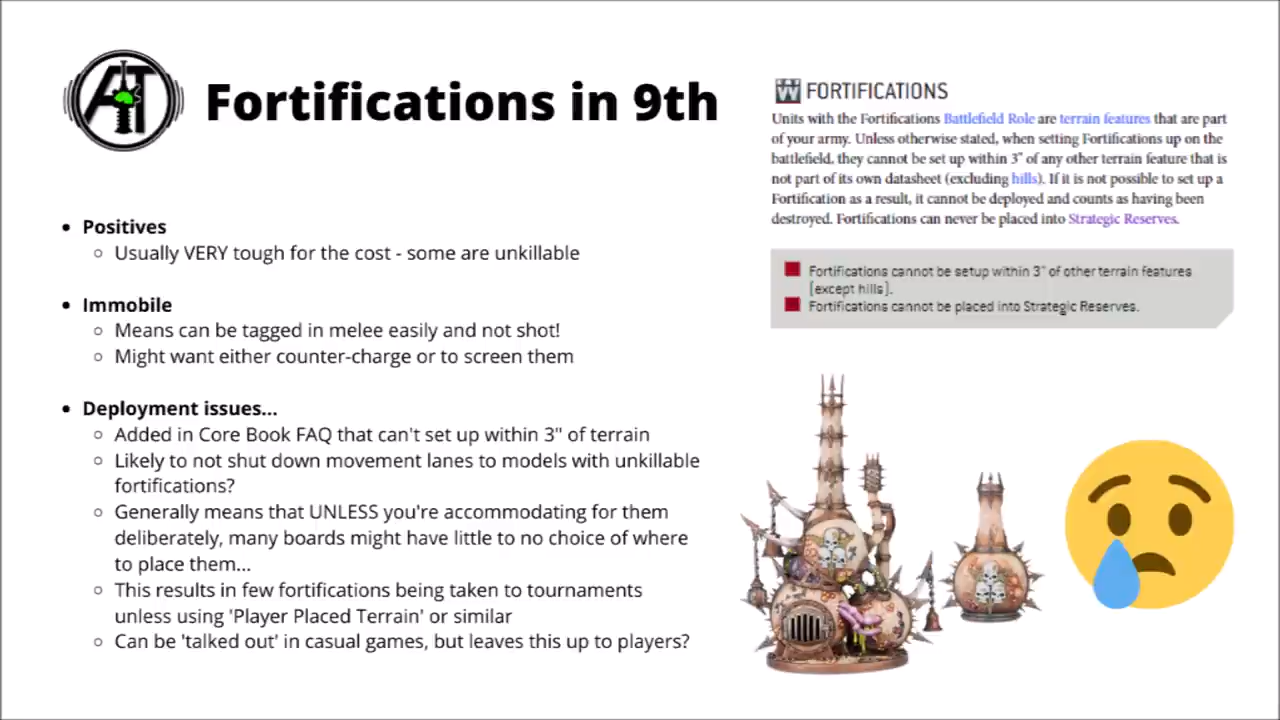 AT
Fortifications in 9th
• Positives
○ Usually VERY tough for the cost - some are unkillable
• Immobile
○ Means can be tagged in melee easily and not shot!
○ Might want either counter-charge or to screen them
• Deployment issues...
○ Added in Core Book FAQ that can't set up within 3" of terrain
○ Likely to not shut down movement lanes to models with unkillable
fortifications?
○ Generally means that UNLESS you're accommodating for them
deliberately, many boards might have little to no choice of where
to place them...
○ This results in few fortifications being taken to tournaments
unless using 'Player Placed Terrain' or similar
○ Can be 'talked out' in casual games, but leaves this up to players?
FORTIFICATIONS
Units with the Fortifications Battlefield Role are terrain features that are part
of your army. Unless otherwise stated, when setting Fortifications up on the
battlefield, they cannot be set up within 3" of any other terrain feature that is
not part of its own datasheet (excluding hills). If it is not possible to set up a
Fortification as a result, it cannot be deployed and counts as having been
destroyed. Fortifications can never be placed into Strategic Reserves.
Fortifications cannot be setup within 3" of other terrain features
[except hills].
Fortifications cannot be placed into Strategic Reserves.